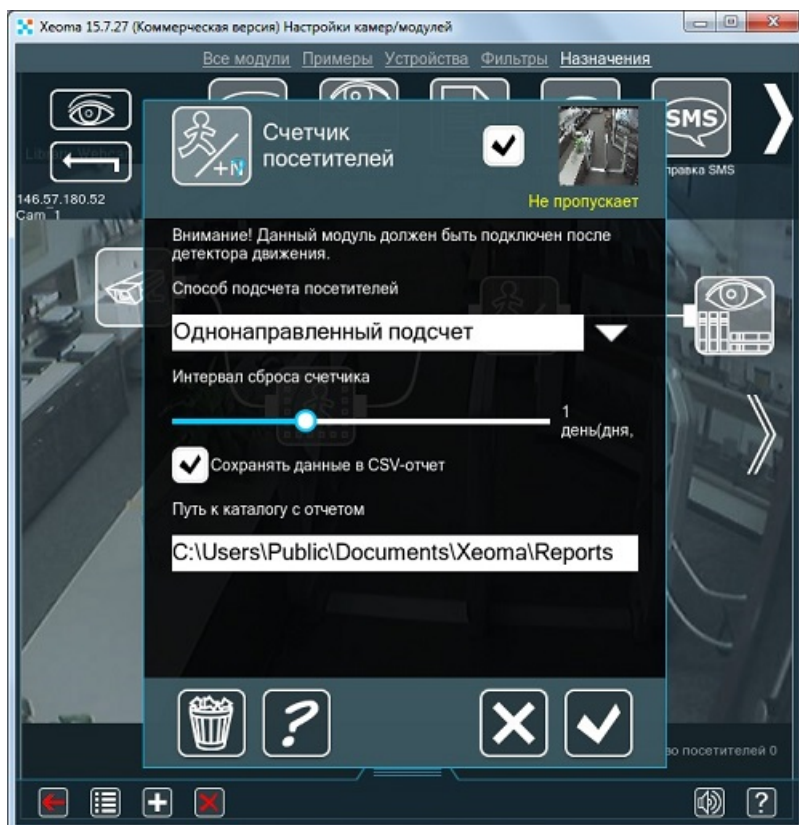 Xeoma 15.7.27 (Коммерческая версия) Настройки камер/модулей
Все модули Примеры Устройства Фильтры Назначения
SMS
правка SMS
146.57.180.52
Cam_1
Счетчик
посетителей
+N
Не пропускает
Внимание! Данный модуль должен быть подключен после
детектора движения.
Способ подсчета посетителей
Однонаправленный подсчет
Интервал сброса счетчика
1
день(дня,
Сохранять данные в CSV-отчет
Путь к каталогу с отчетом
C:\Users\Public\Documents\Xeoma\Reports
?
во посетителей 0
?